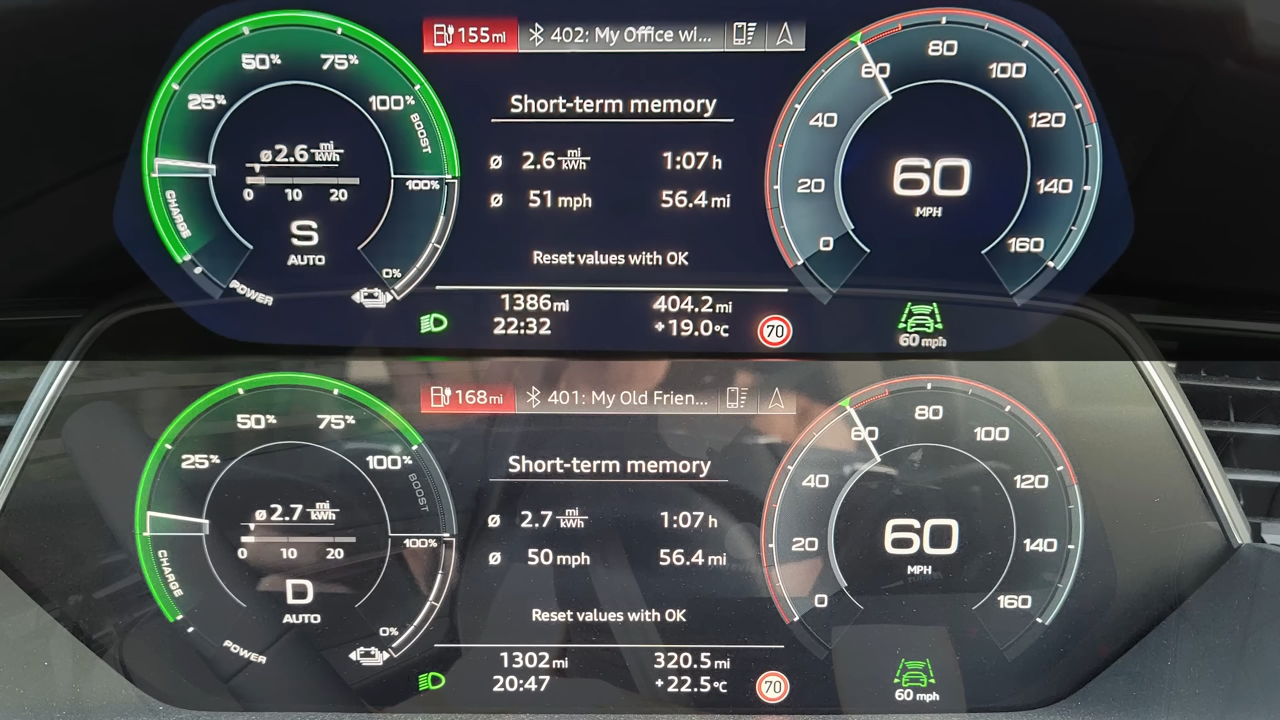 155mi 402: My Office wi...
50% 75%
25% 100%
BOOST
ø2.6 mi/kWh
0 10 20
CHARGE
100%
S
AUTO
0%
POWER
Short-term memory
ø 2.6 mi/kWh 1:07 h
ø 51 mph 56.4 mi
Reset values with OK
1386 mi 404.2 mi
22:32 +19.0°C
70
0 20 40 60 80 100 120 140 160
60
MPH
60 mph
168mi 401: My Old Frien...
50% 75%
25% 100%
BOOST
ø2.7 mi/kWh
0 10 20
CHARGE
100%
D
AUTO
0%
POWER
Short-term memory
ø 2.7 mi/kWh 1:07 h
ø 50 mph 56.4 mi
Reset values with OK
1302 mi 320.5 mi
20:47 +22.5°C
70
0 20 40 60 80 100 120 140 160
60
MPH
60 mph